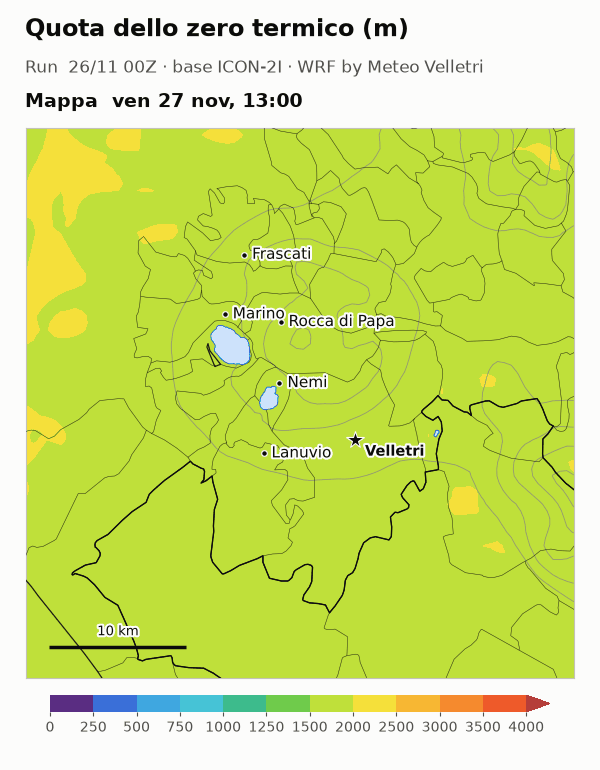 Quota dello zero termico (m)
Run  26/11 00Z · base ICON-2I · WRF by Meteo Velletri
Mappa  ven 27 nov, 13:00
Frascati
Marino
Rocca di Papa
Nemi
Velletri
Lanuvio
10 km
0 250 500 750 1000 1250 1500 2000 2500 3000 3500 4000